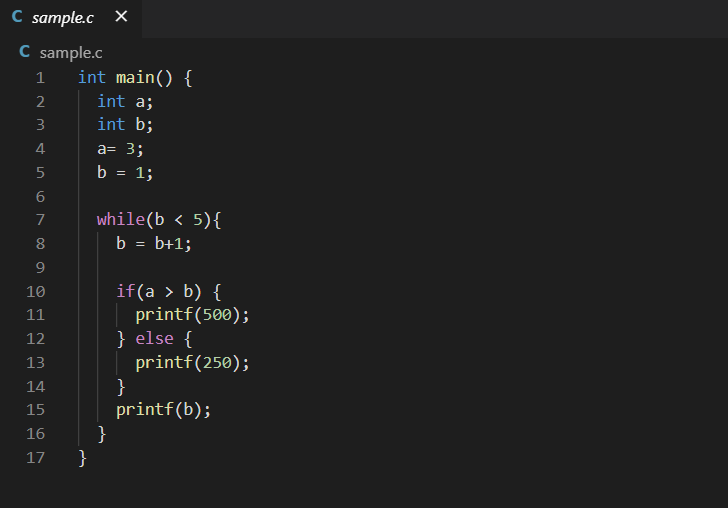 C sample.c ×
C sample.c
1 int main() {
2 int a;
3 int b;
4 a= 3;
5 b = 1;
6
7 while(b < 5){
8 b = b+1;
9
10 if(a > b) {
11 printf(500);
12 } else {
13 printf(250);
14 }
15 printf(b);
16 }
17 }